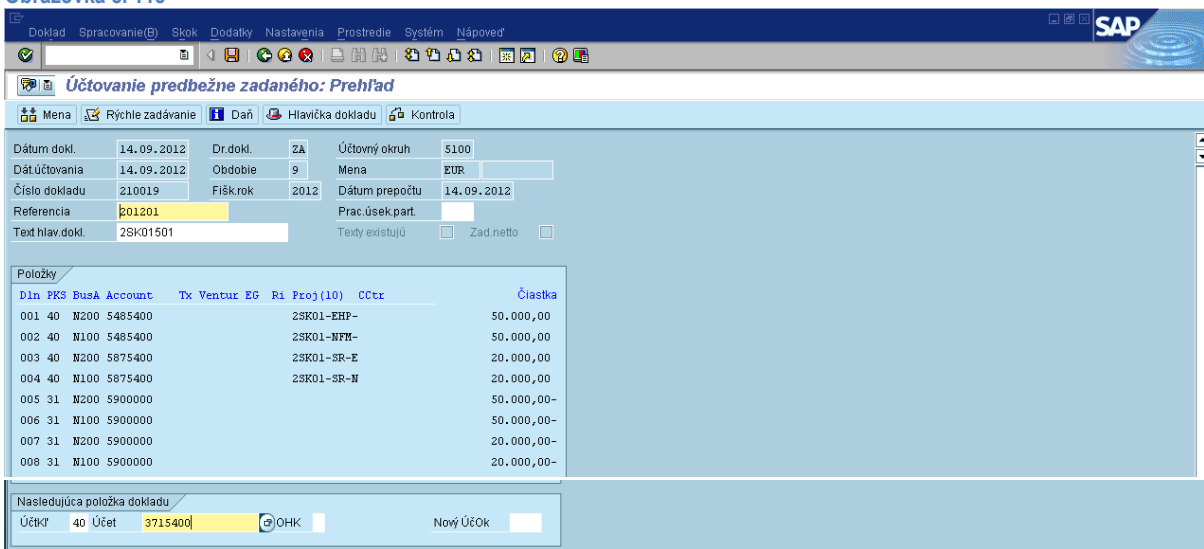 Doklad Spracovanie(B) Skok Dodatky Nastavenia Prostredie Systém Nápoveď
SAP
Účtovanie predbežne zadaného: Prehľad
Mena Rýchle zadávanie Daň Hlavička dokladu Kontrola
Dátum dokl. 14.09.2012 Dr.dokl. ZA Účtovný okruh 5100
Dát.účtovania 14.09.2012 Obdobie 9 Mena EUR
Číslo dokladu 210019 Fišk.rok 2012 Dátum prepočtu 14.09.2012
Referencia 201201 Prac.úsek.part.
Text hlav.dokl. 2SK01501 Texty existujú Zad.netto
Položky
Dln PKS BusA Account Tx Ventur EG Ri Proj(10) CCtr Čiastka
001 40 N200 5485400 2SK01-EHP- 50.000,00
002 40 N100 5485400 2SK01-NFM- 50.000,00
003 40 N200 5875400 2SK01-SR-E 20.000,00
004 40 N100 5875400 2SK01-SR-N 20.000,00
005 31 N200 5900000 50.000,00-
006 31 N100 5900000 50.000,00-
007 31 N200 5900000 20.000,00-
008 31 N100 5900000 20.000,00-
Nasledujúca položka dokladu
ÚčtKľ 40 Účet 3715400 OHK Nový ÚčOk